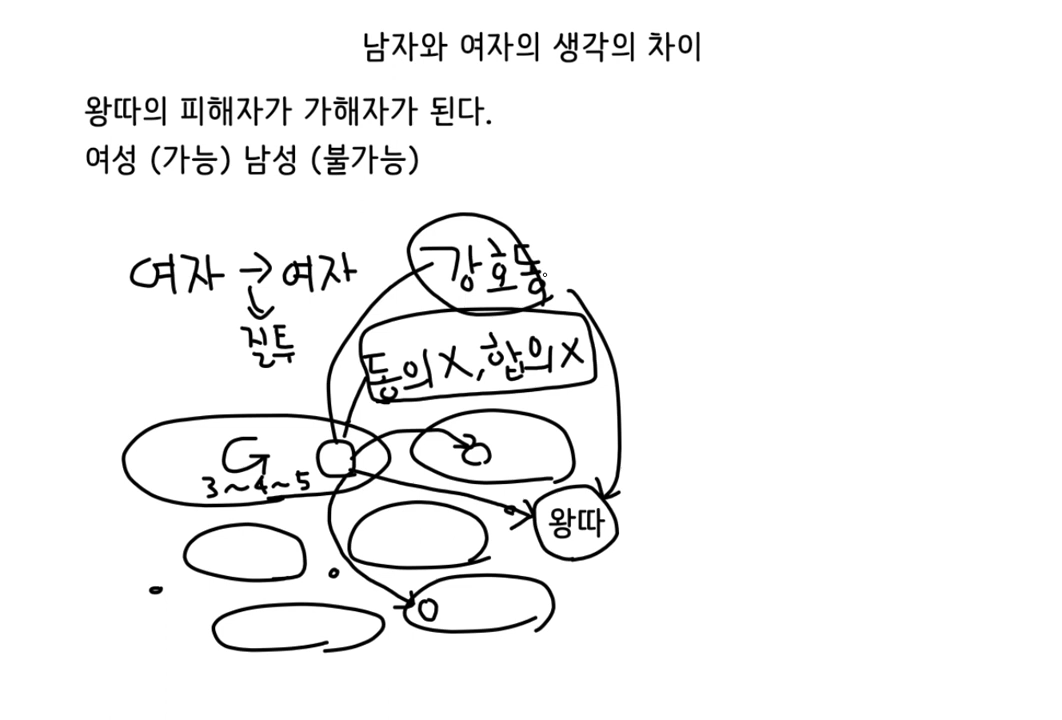 남자와 여자의 생각의 차이
왕따의 피해자가 가해자가 된다.
여성 (가능) 남성 (불가능)
강호동
여자 → 여자
질투
동의X, 합의X
G
3~4~5
왕따